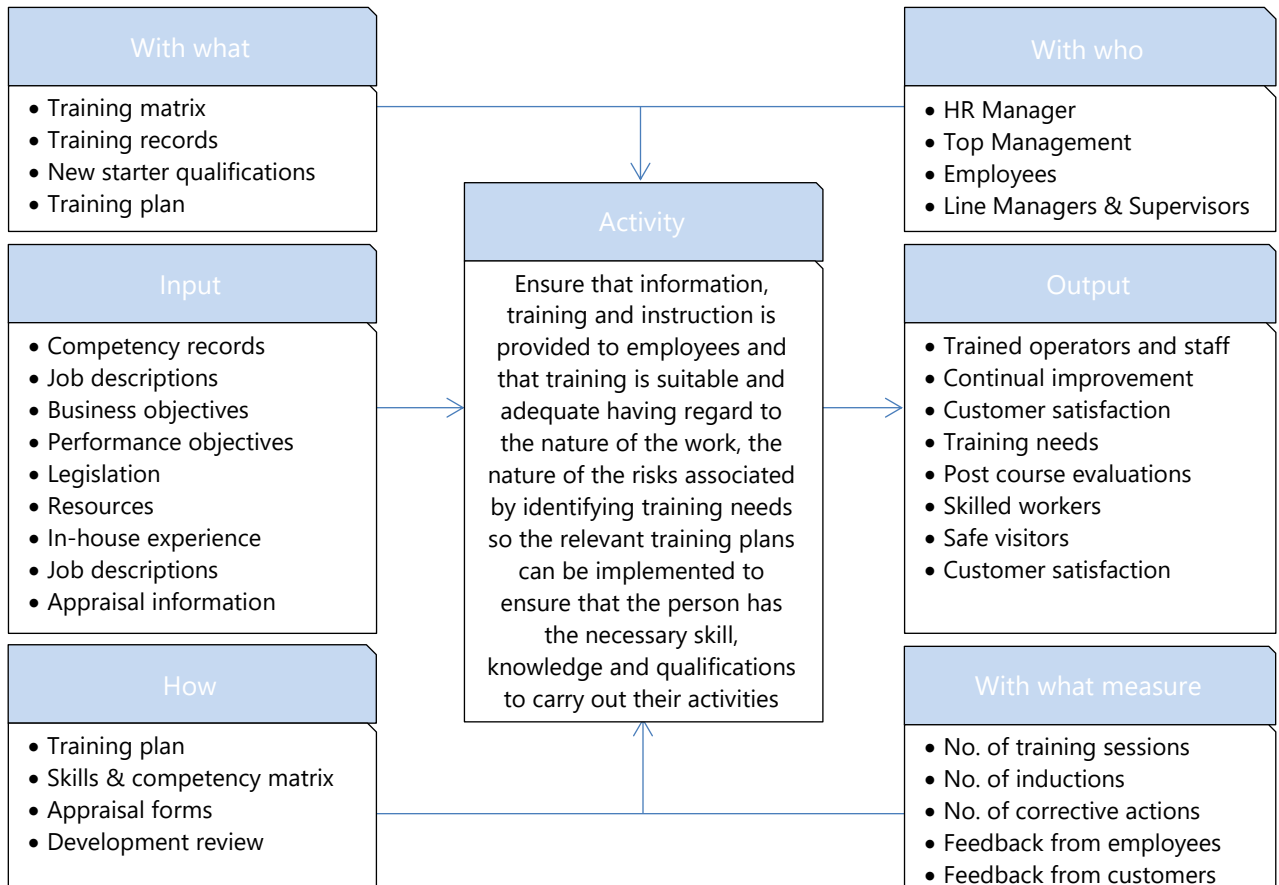 With what
• Training matrix
• Training records
• New starter qualifications
• Training plan
With who
• HR Manager
• Top Management
• Employees
• Line Managers & Supervisors
Input
• Competency records
• Job descriptions
• Business objectives
• Performance objectives
• Legislation
• Resources
• In-house experience
• Job descriptions
• Appraisal information
Activity
Ensure that information,
training and instruction is
provided to employees and
that training is suitable and
adequate having regard to
the nature of the work, the
nature of the risks associated
by identifying training needs
so the relevant training plans
can be implemented to
ensure that the person has
the necessary skill,
knowledge and qualifications
to carry out their activities
Output
• Trained operators and staff
• Continual improvement
• Customer satisfaction
• Training needs
• Post course evaluations
• Skilled workers
• Safe visitors
• Customer satisfaction
How
• Training plan
• Skills & competency matrix
• Appraisal forms
• Development review
With what measure
• No. of training sessions
• No. of inductions
• No. of corrective actions
• Feedback from employees
• Feedback from customers